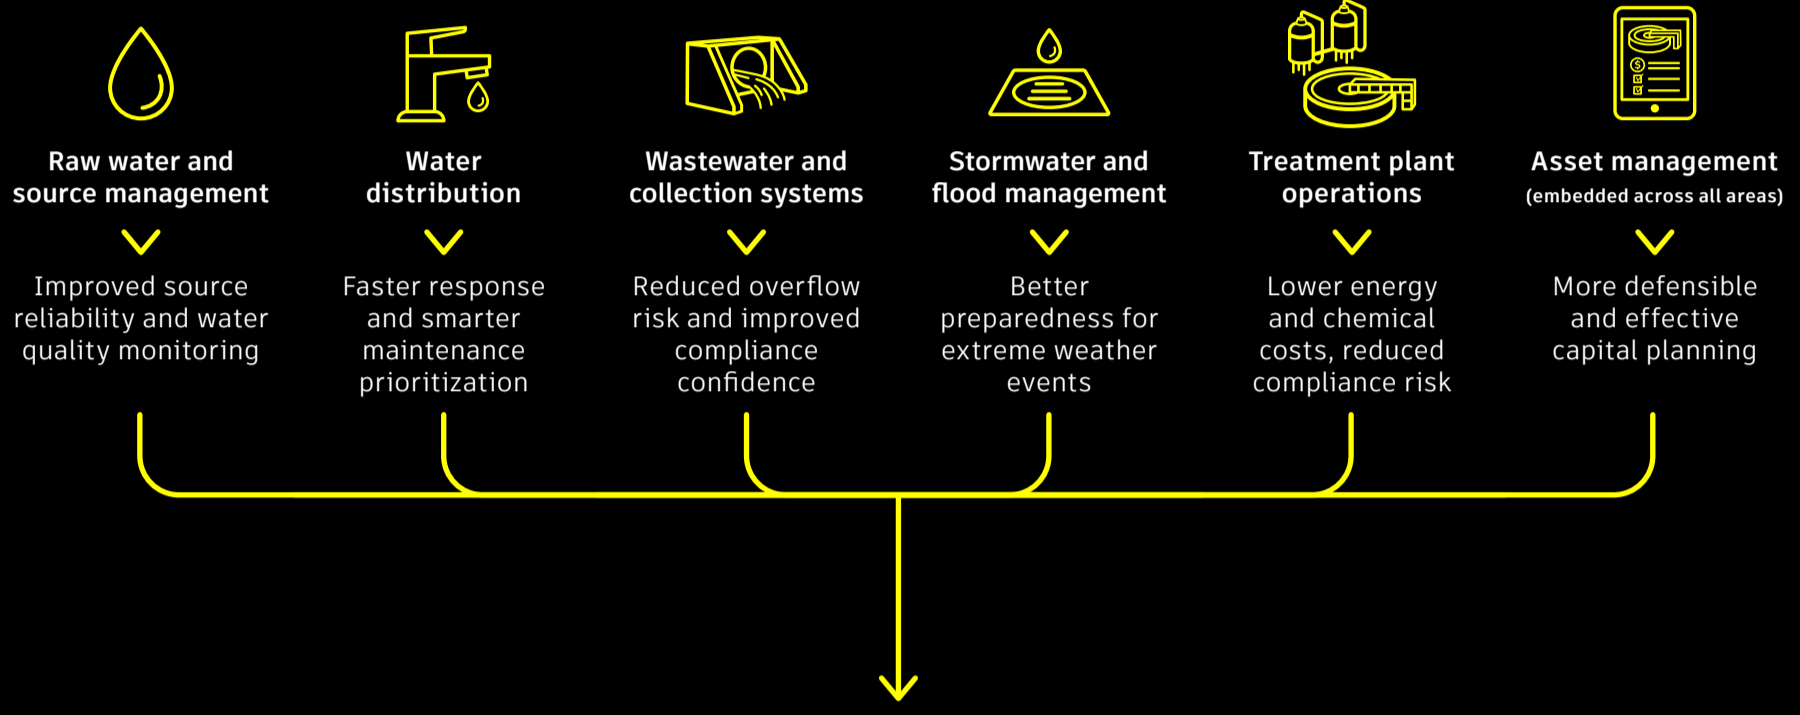 Raw water and
source management
Improved source
reliability and water
quality monitoring
Water
distribution
Faster response
and smarter
maintenance
prioritization
Wastewater and
collection systems
Reduced overflow
risk and improved
compliance
confidence
Stormwater and
flood management
Better
preparedness for
extreme weather
events
Treatment plant
operations
Lower energy
and chemical
costs, reduced
compliance risk
$
Asset management
(embedded across all areas)
More defensible
and effective
capital planning